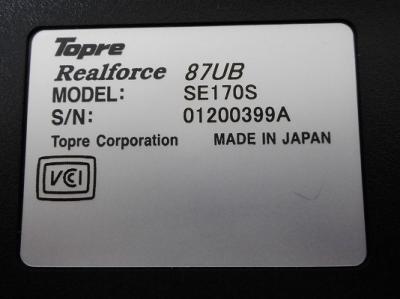 Topre
Realforce 87UB
MODEL: SE170S
S/N: 01200399A
Topre Corporation MADE IN JAPAN
VCI